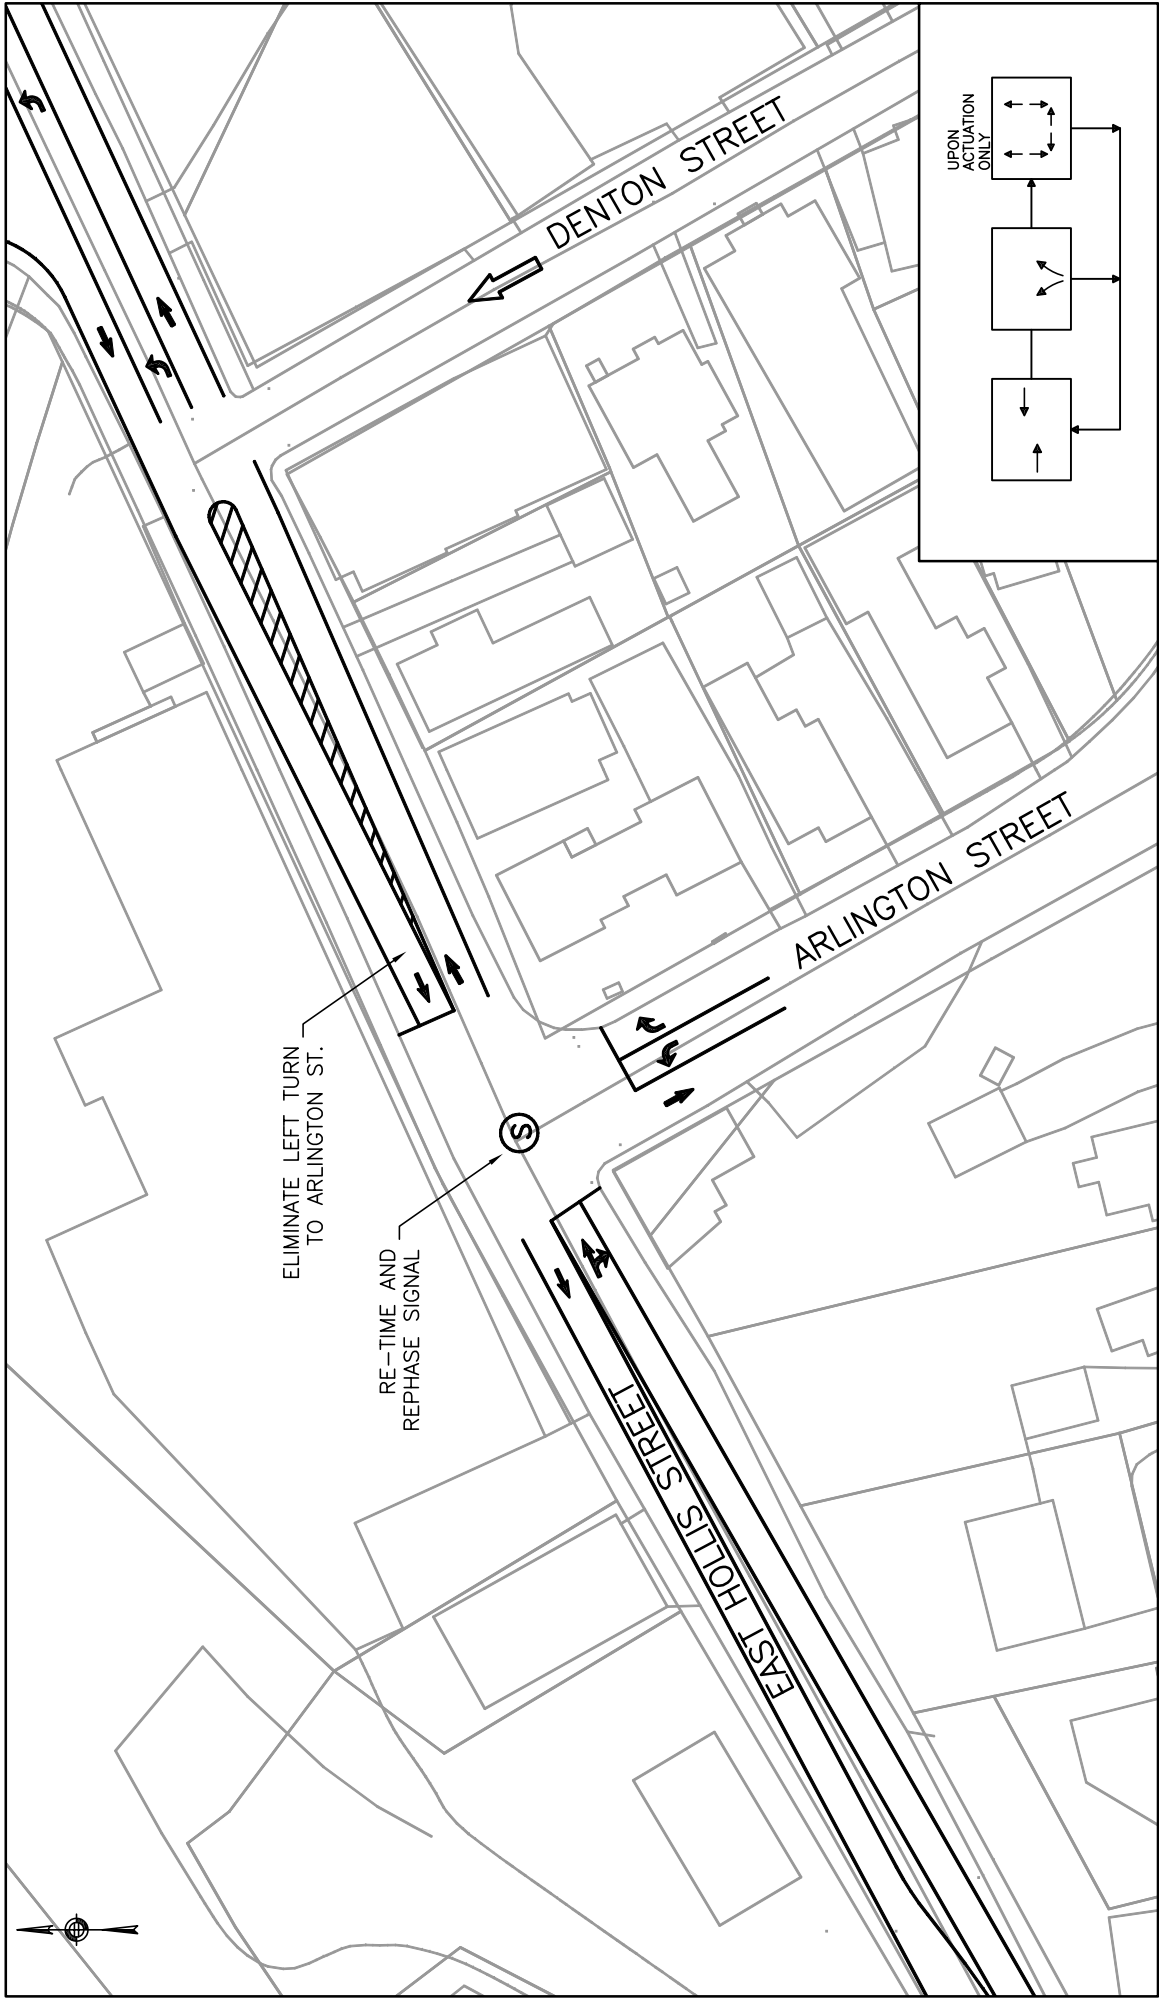 DENTON STREET
UPON
ACTUATION
ONLY
ARLINGTON STREET
ELIMINATE LEFT TURN
TO ARLINGTON ST.
S
RE-TIME AND
REPHASE SIGNAL
EAST HOLLIS STREET